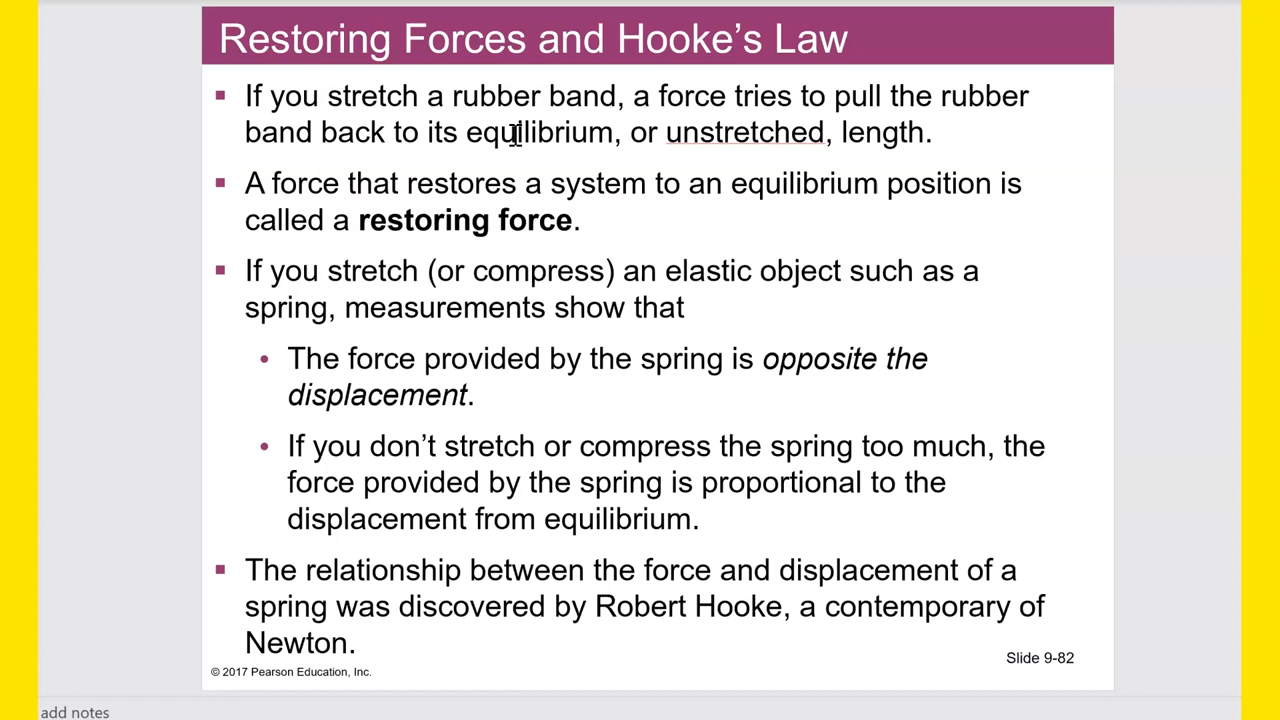 Restoring Forces and Hooke’s Law
▪ If you stretch a rubber band, a force tries to pull the rubber
band back to its equilibrium, or unstretched, length.
▪ A force that restores a system to an equilibrium position is
called a restoring force.
▪ If you stretch (or compress) an elastic object such as a
spring, measurements show that
• The force provided by the spring is opposite the
displacement.
• If you don’t stretch or compress the spring too much, the
force provided by the spring is proportional to the
displacement from equilibrium.
▪ The relationship between the force and displacement of a
spring was discovered by Robert Hooke, a contemporary of
Newton.
Slide 9-82
© 2017 Pearson Education, Inc.
add notes